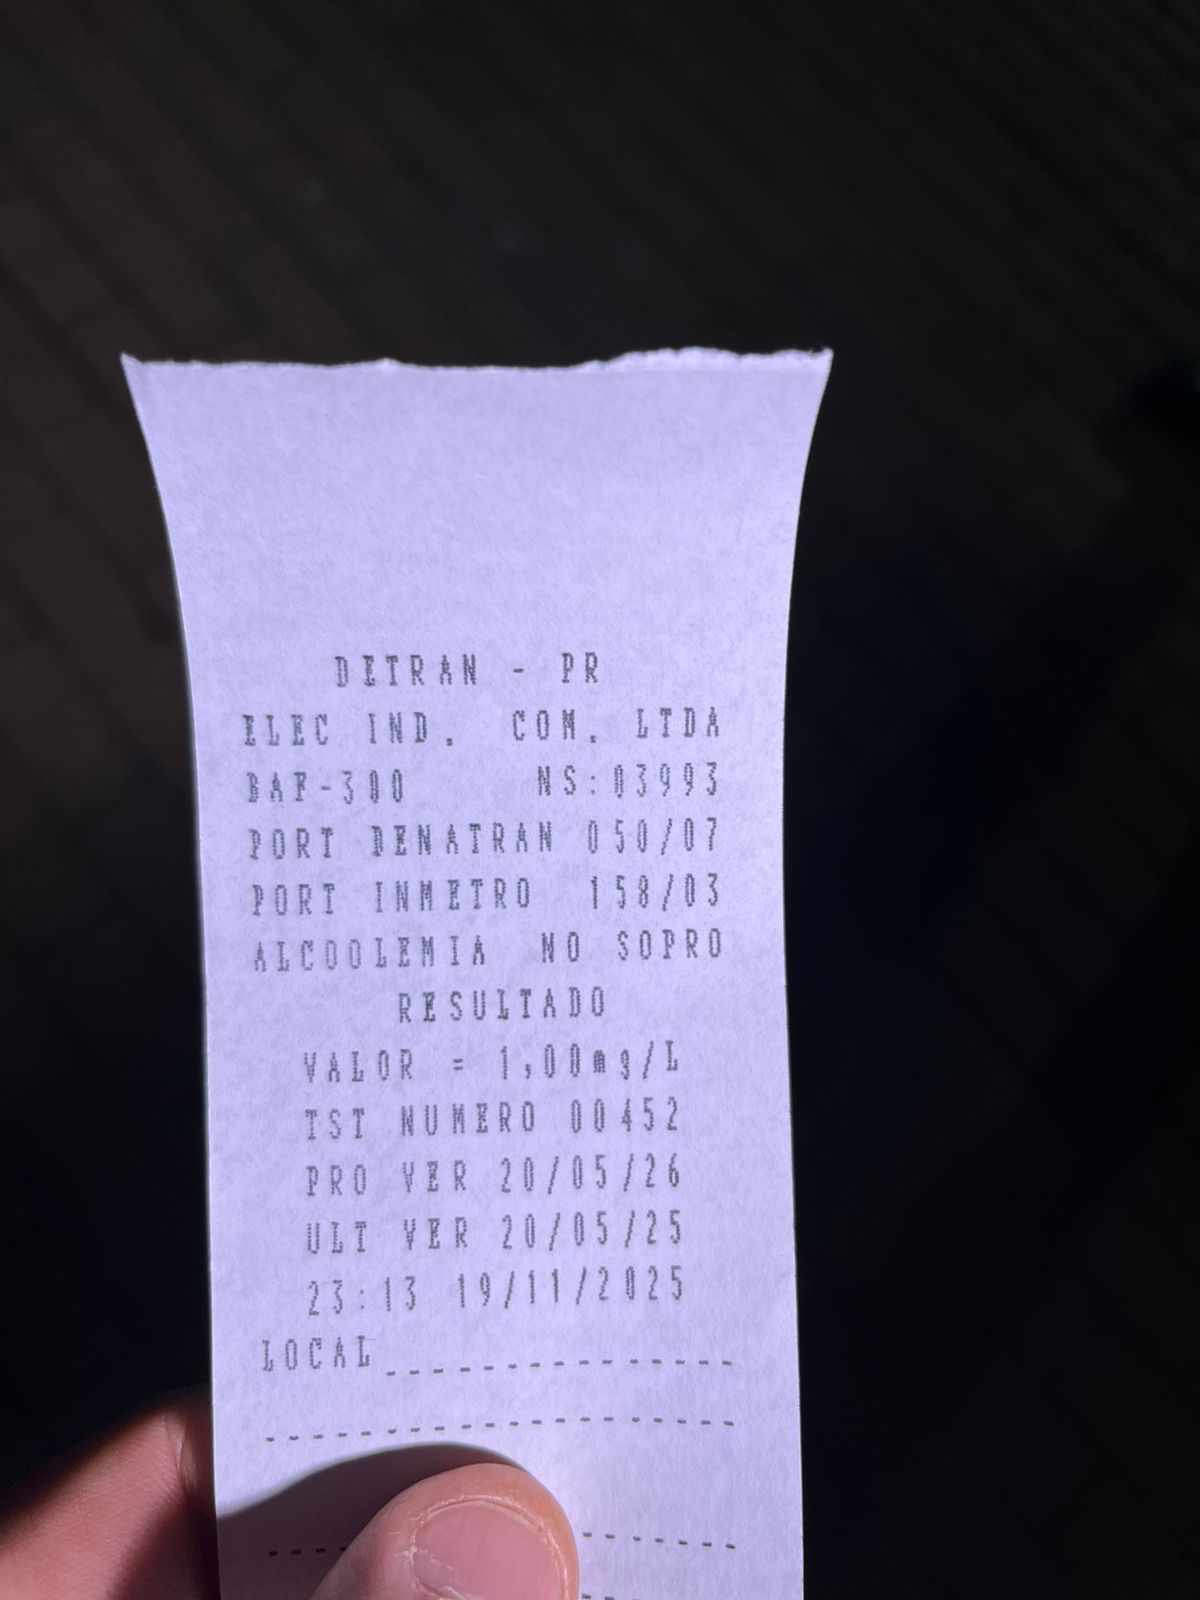 DETRAN - PR
ELEC IND. COM. LTDA
BAF-300 NS:03993
PORT DENATRAN 050/07
PORT INMETRO 158/03
ALCOOLEMIA NO SOPRO
RESULTADO
VALOR = 1,00mg/L
TST NUMERO 00452
PRO VER 20/05/26
ULT VER 20/05/25
23:13 19/11/2025
LOCAL